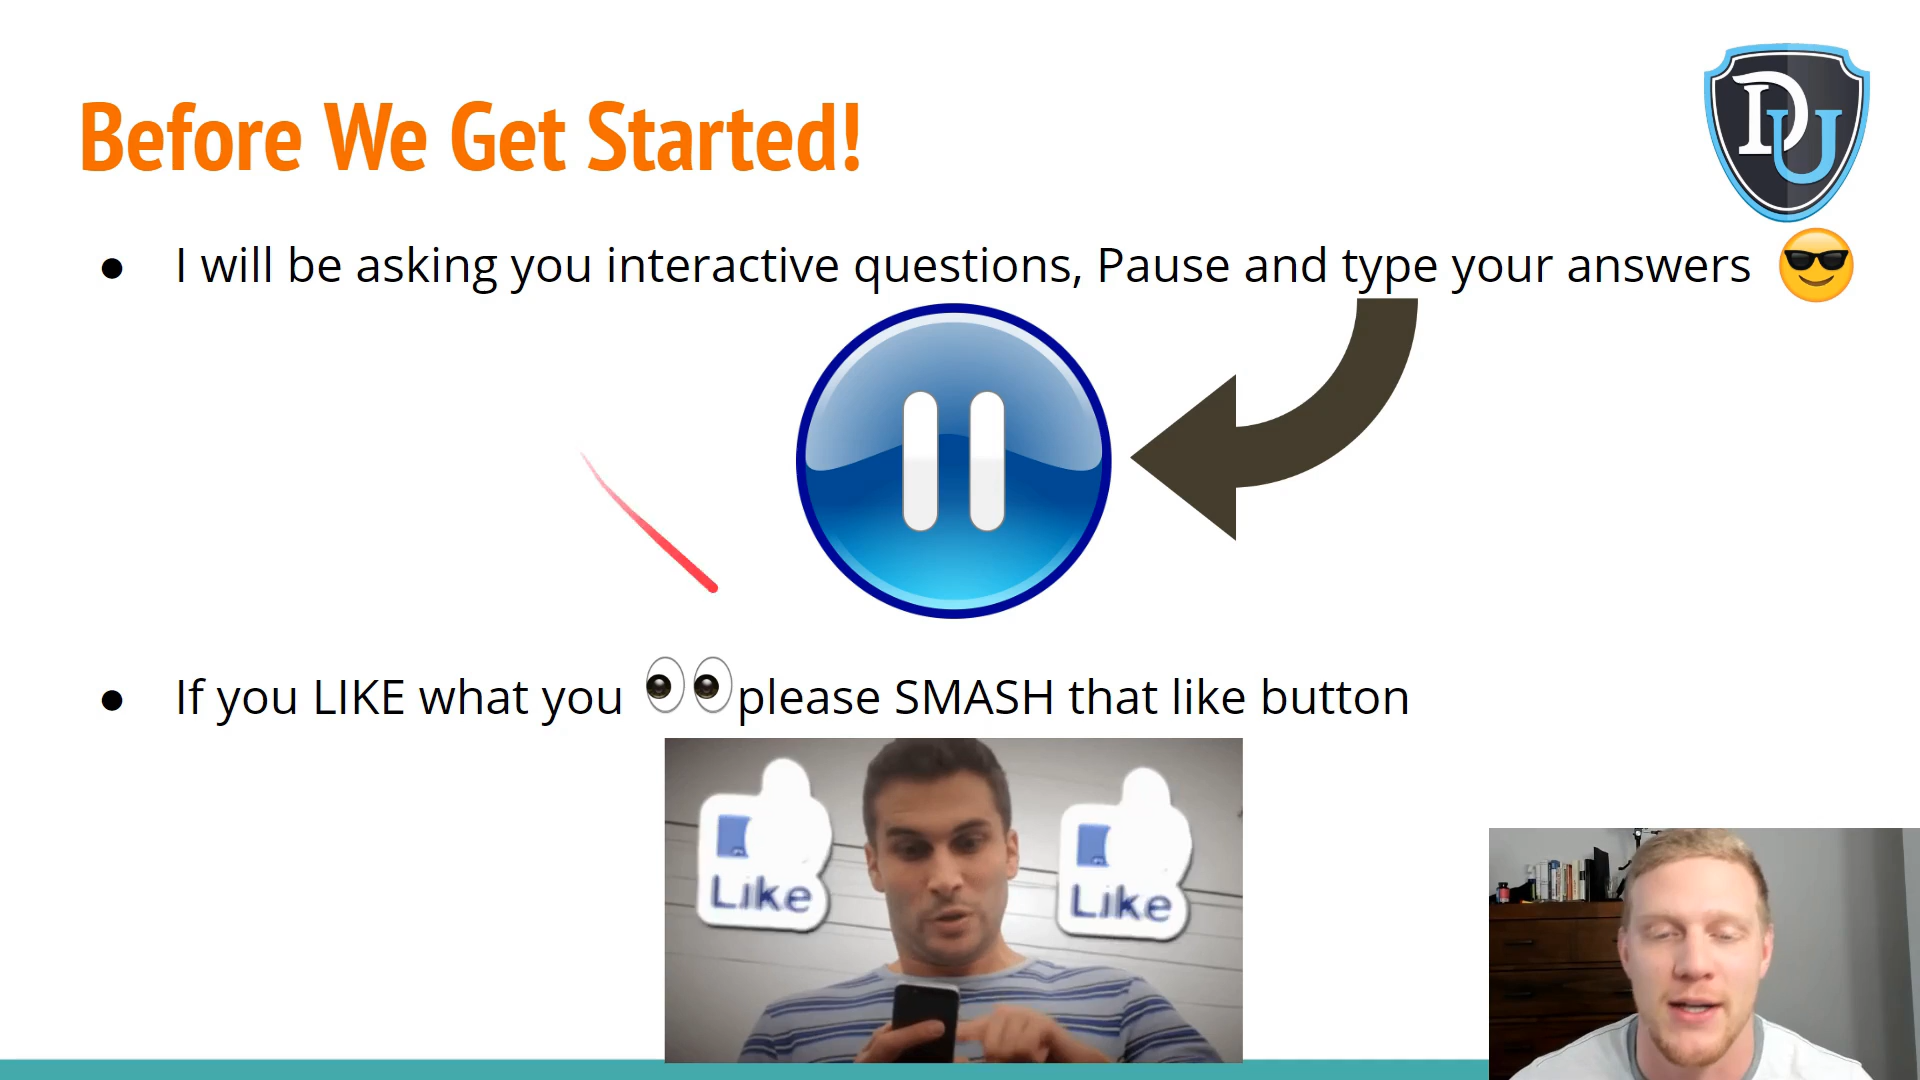 Before We Get Started!
DU
● I will be asking you interactive questions, Pause and type your answers 😎
● If you LIKE what you 👀 please SMASH that like button
Like
Like